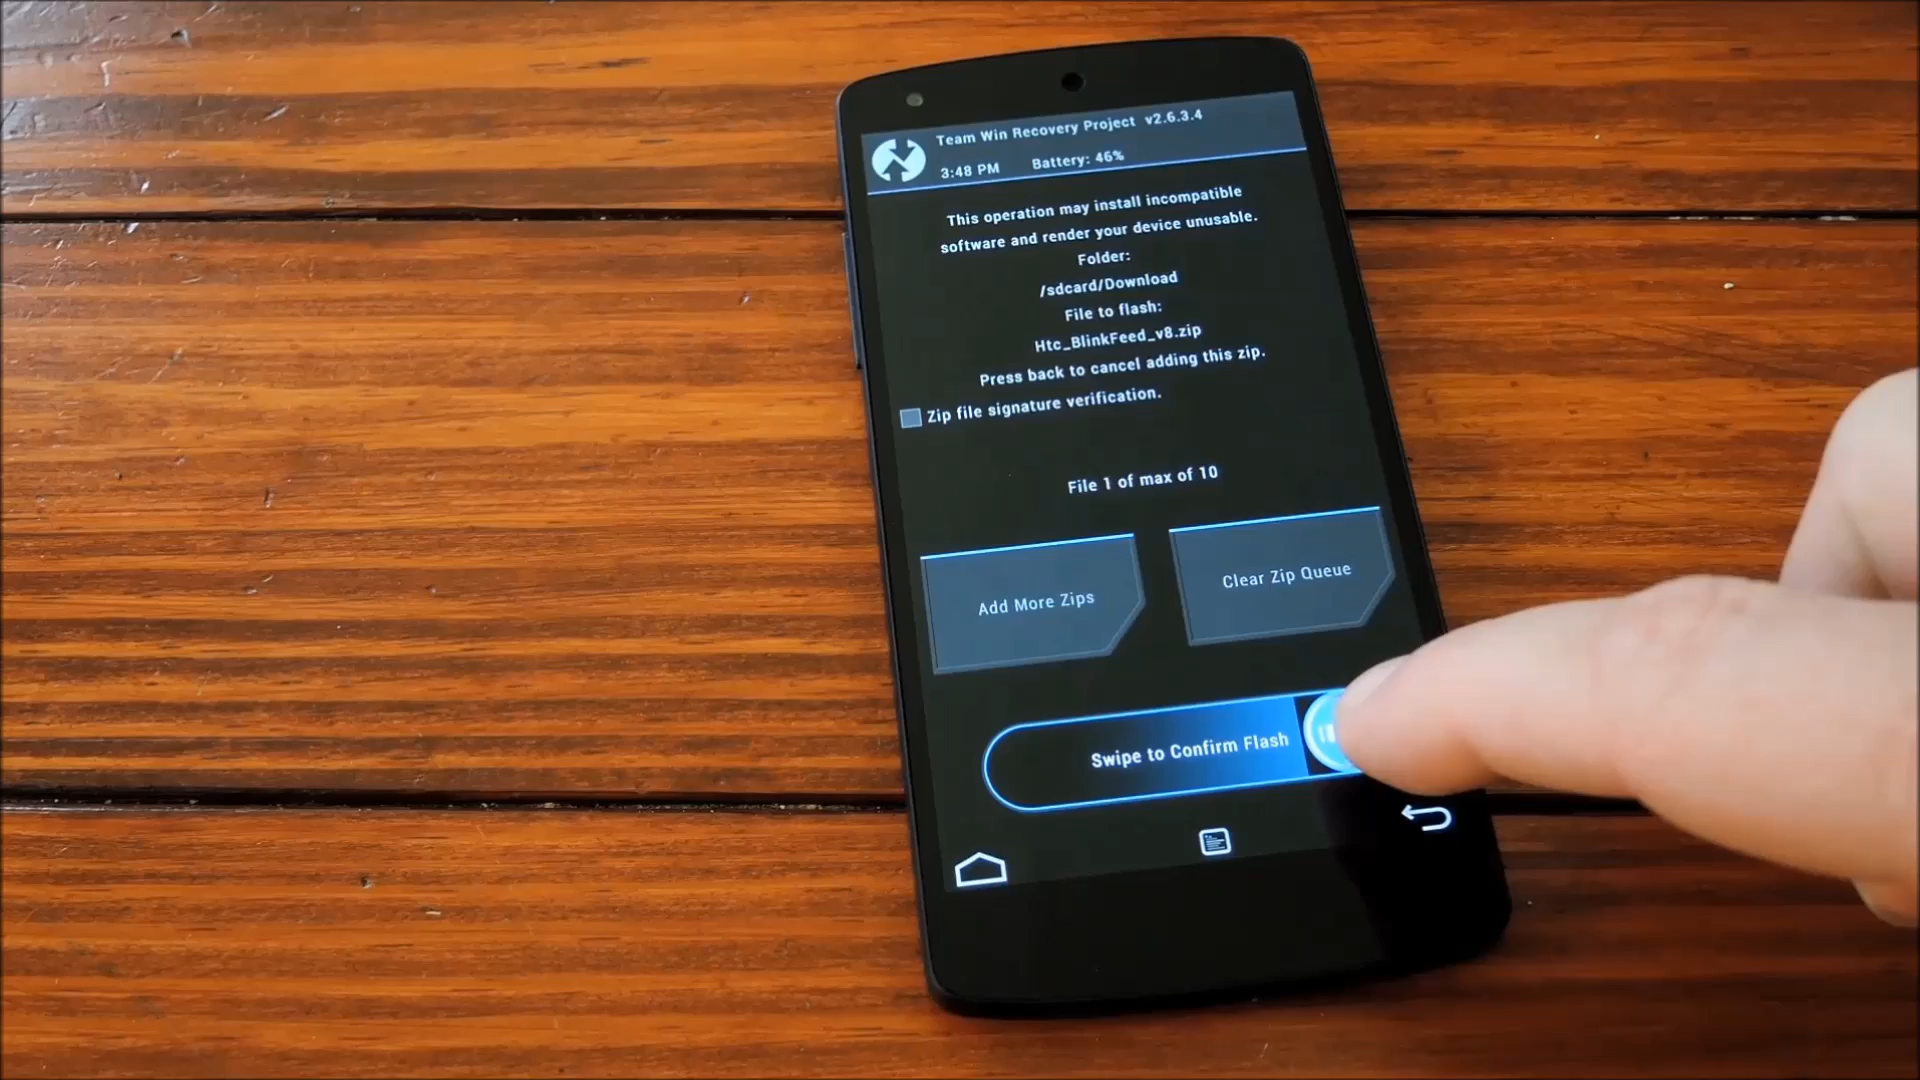 Team Win Recovery Project v2.6.3.4
3:48 PM Battery: 46%
This operation may install incompatible
software and render your device unusable.
Folder:
/sdcard/Download
File to flash:
Htc_BlinkFeed_v8.zip
Press back to cancel adding this zip.
Zip file signature verification.
File 1 of max of 10
Add More Zips
Clear Zip Queue
Swipe to Confirm Flash